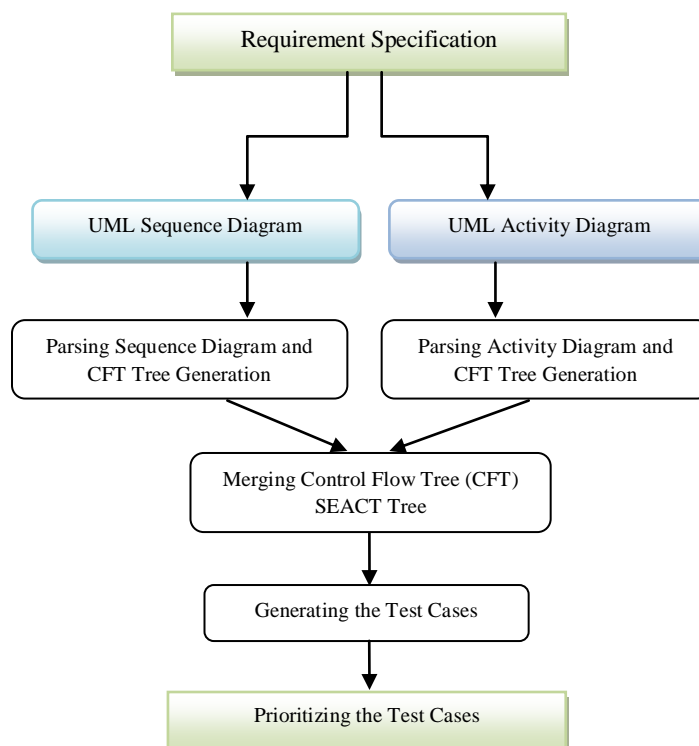 Requirement Specification
UML Sequence Diagram
UML Activity Diagram
Parsing Sequence Diagram and
CFT Tree Generation
Parsing Activity Diagram and
CFT Tree Generation
Merging Control Flow Tree (CFT)
SEACT Tree
Generating the Test Cases
Prioritizing the Test Cases